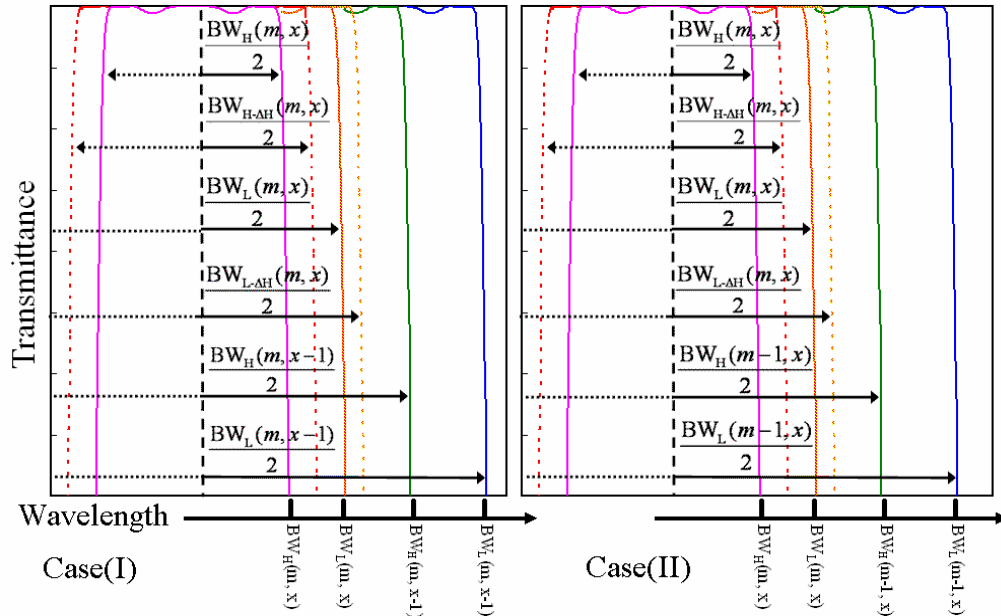 Transmittance
BW_H(m, x)
2
BW_H-ΔH(m, x)
2
BW_L(m, x)
2
BW_L-ΔH(m, x)
2
BW_H(m, x−1)
2
BW_L(m, x−1)
2
BW_H(m, x)
2
BW_H-ΔH(m, x)
2
BW_L(m, x)
2
BW_L-ΔH(m, x)
2
BW_H(m−1, x)
2
BW_L(m−1, x)
2
Wavelength
BW_H(m, x)
BW_L(m, x)
BW_H(m, x-1)
BW_L(m, x-1)
BW_H(m, x)
BW_L(m, x)
BW_H(m-1, x)
BW_L(m-1, x)
Case(I)
Case(II)